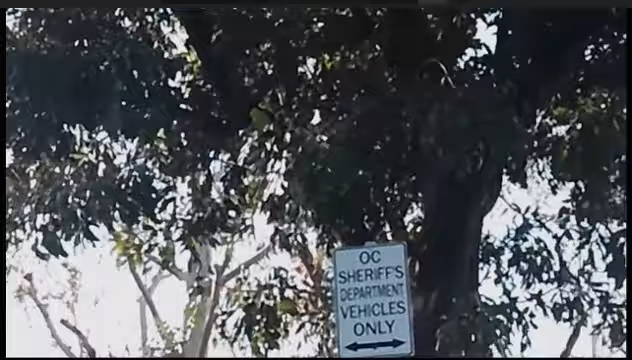 OC
SHERIFF'S
DEPARTMENT
VEHICLES
ONLY